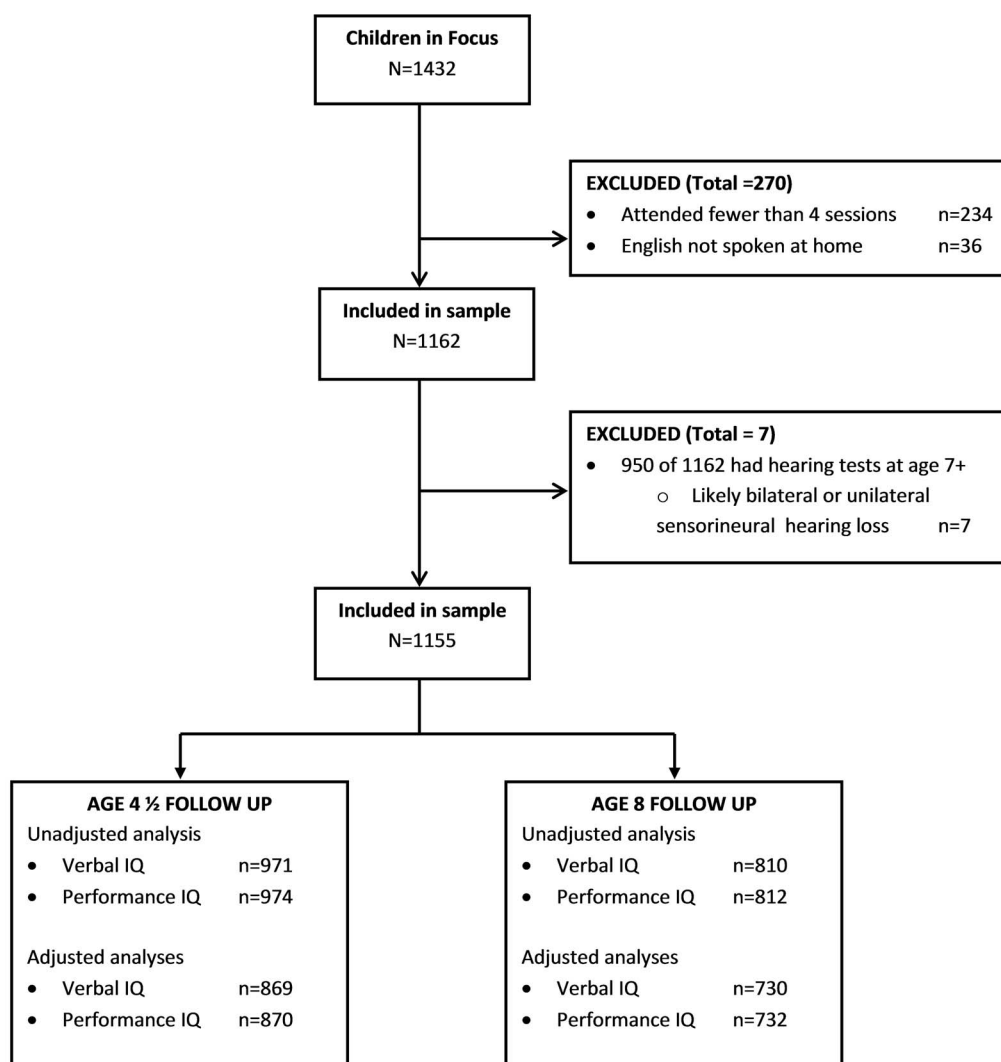 Children in Focus
N=1432
EXCLUDED (Total =270)
• Attended fewer than 4 sessions n=234
• English not spoken at home n=36
Included in sample
N=1162
EXCLUDED (Total = 7)
• 950 of 1162 had hearing tests at age 7+
o Likely bilateral or unilateral
sensorineural hearing loss n=7
Included in sample
N=1155
AGE 4 ½ FOLLOW UP
Unadjusted analysis
• Verbal IQ n=971
• Performance IQ n=974
Adjusted analyses
• Verbal IQ n=869
• Performance IQ n=870
AGE 8 FOLLOW UP
Unadjusted analysis
• Verbal IQ n=810
• Performance IQ n=812
Adjusted analyses
• Verbal IQ n=730
• Performance IQ n=732